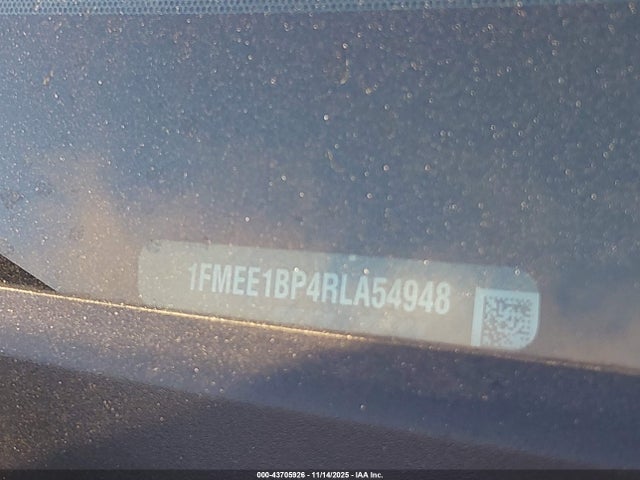 1FMEE1BP4RLA54948
000-43705926 - 11/14/2025 - IAA Inc.